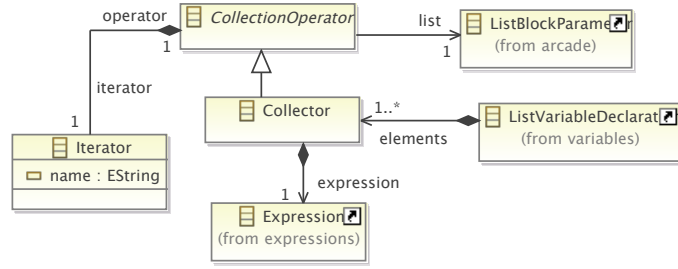 operator
CollectionOperator
list
ListBlockParame
(from arcade)
1
1
iterator
1
Collector
1..*
elements
ListVariableDeclarat
(from variables)
Iterator
name : EString
expression
1
Expression
(from expressions)